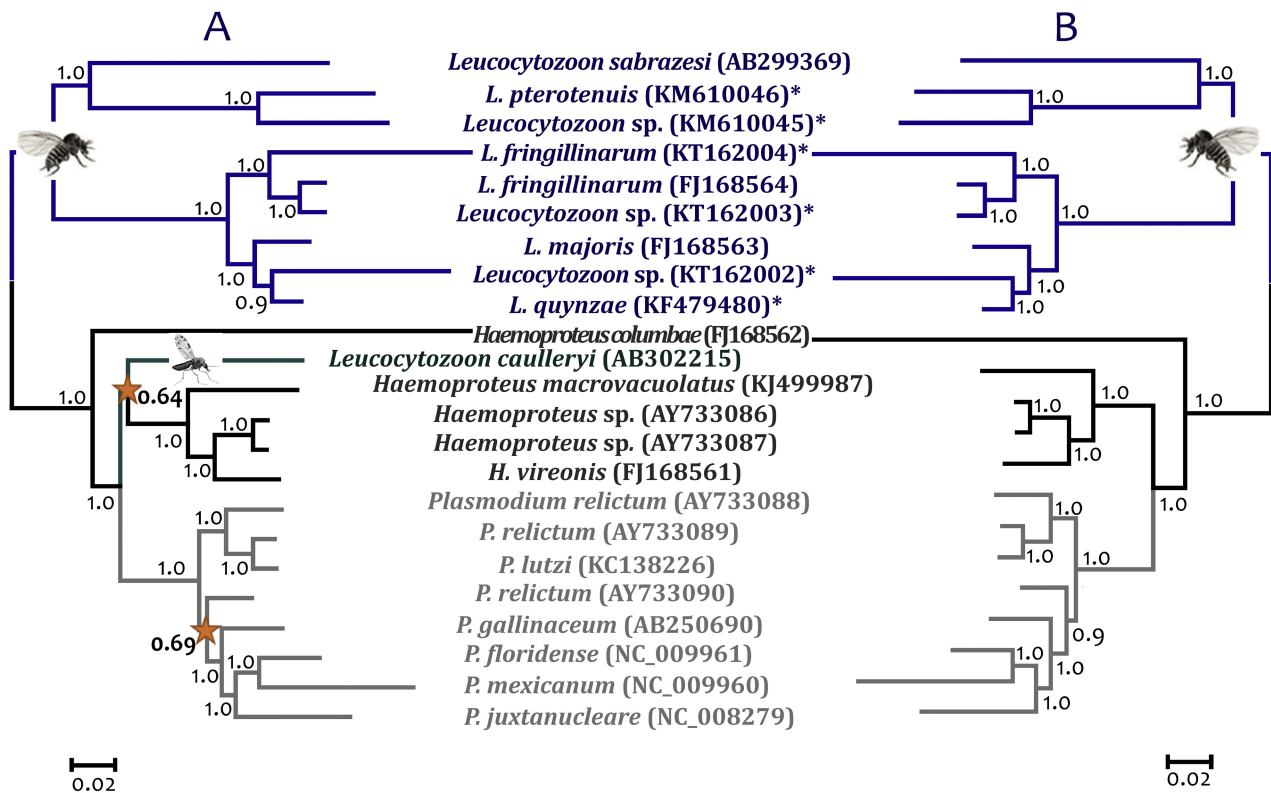 A B
1.0 Leucocytozoon sabrazesi (AB299369) 1.0
1.0 L. pterotenuis (KM610046)* 1.0
Leucocytozoon sp. (KM610045)*
1.0 L. fringillinarum (KT162004)* 1.0
L. fringillinarum (FJ168564)
1.0 1.0 Leucocytozoon sp. (KT162003)* 1.0 1.0
L. majoris (FJ168563)
1.0 Leucocytozoon sp. (KT162002)* 1.0
0.9 L. quynzae (KF479480)* 1.0
Haemoproteus columbae (FJ168562)
Leucocytozoon caulleryi (AB302215)
Haemoproteus macrovacuolatus (KJ499987)
1.0 0.64 Haemoproteus sp. (AY733086) 1.0 1.0 1.0
1.0 1.0 Haemoproteus sp. (AY733087) 1.0
1.0 H. vireonis (FJ168561)
1.0 Plasmodium relictum (AY733088) 1.0
1.0 P. relictum (AY733089) 1.0
1.0 1.0 P. lutzi (KC138226) 1.0 1.0
P. relictum (AY733090)
P. gallinaceum (AB250690)
0.69 P. floridense (NC_009961) 0.9
1.0 1.0 P. mexicanum (NC_009960) 1.0 1.0
1.0 P. juxtanucleare (NC_008279) 1.0
0.02 0.02